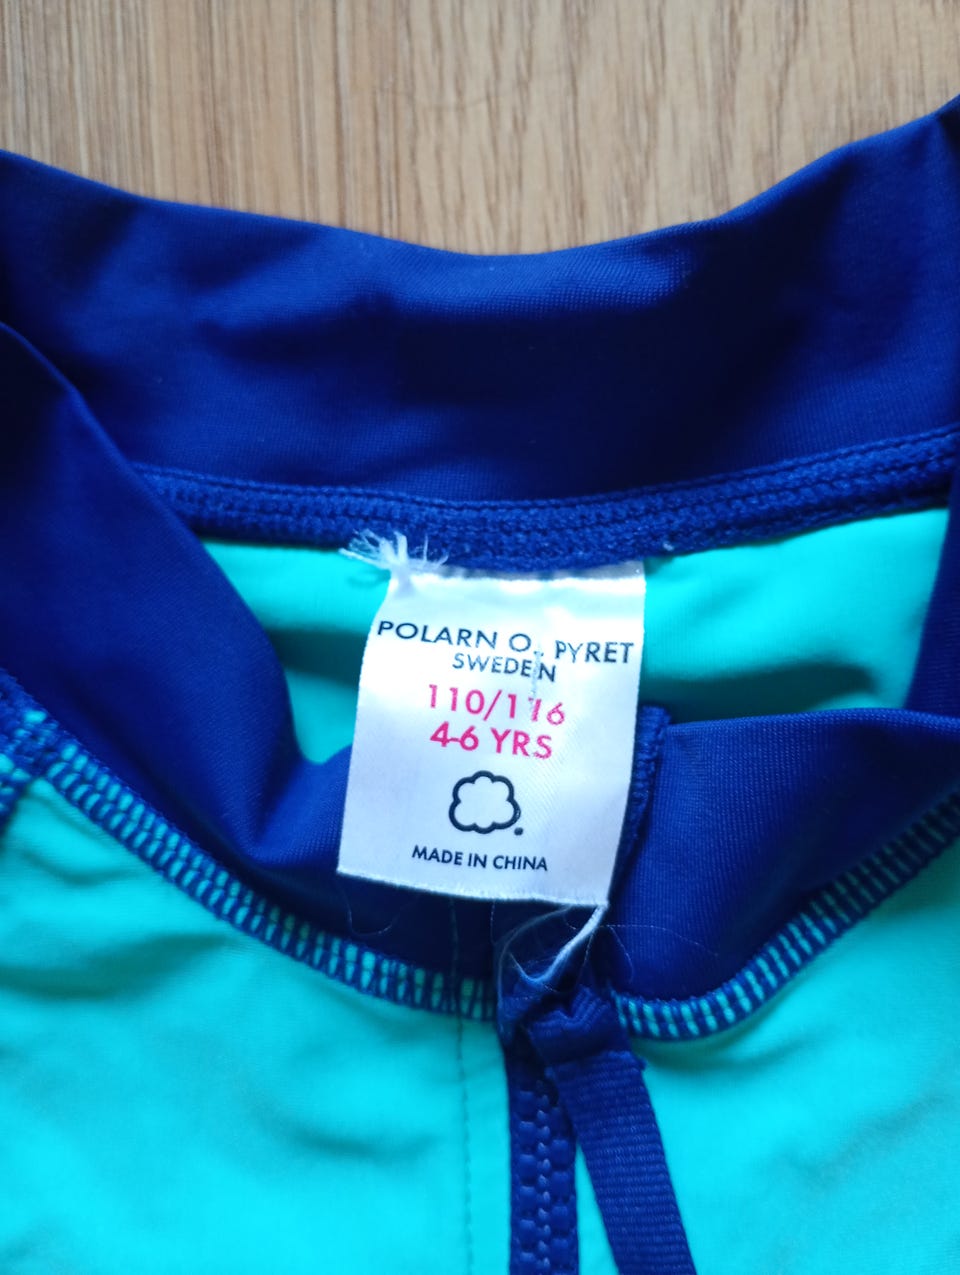 POLARN O. PYRET
SWEDEN
110/116
4-6 YRS
MADE IN CHINA